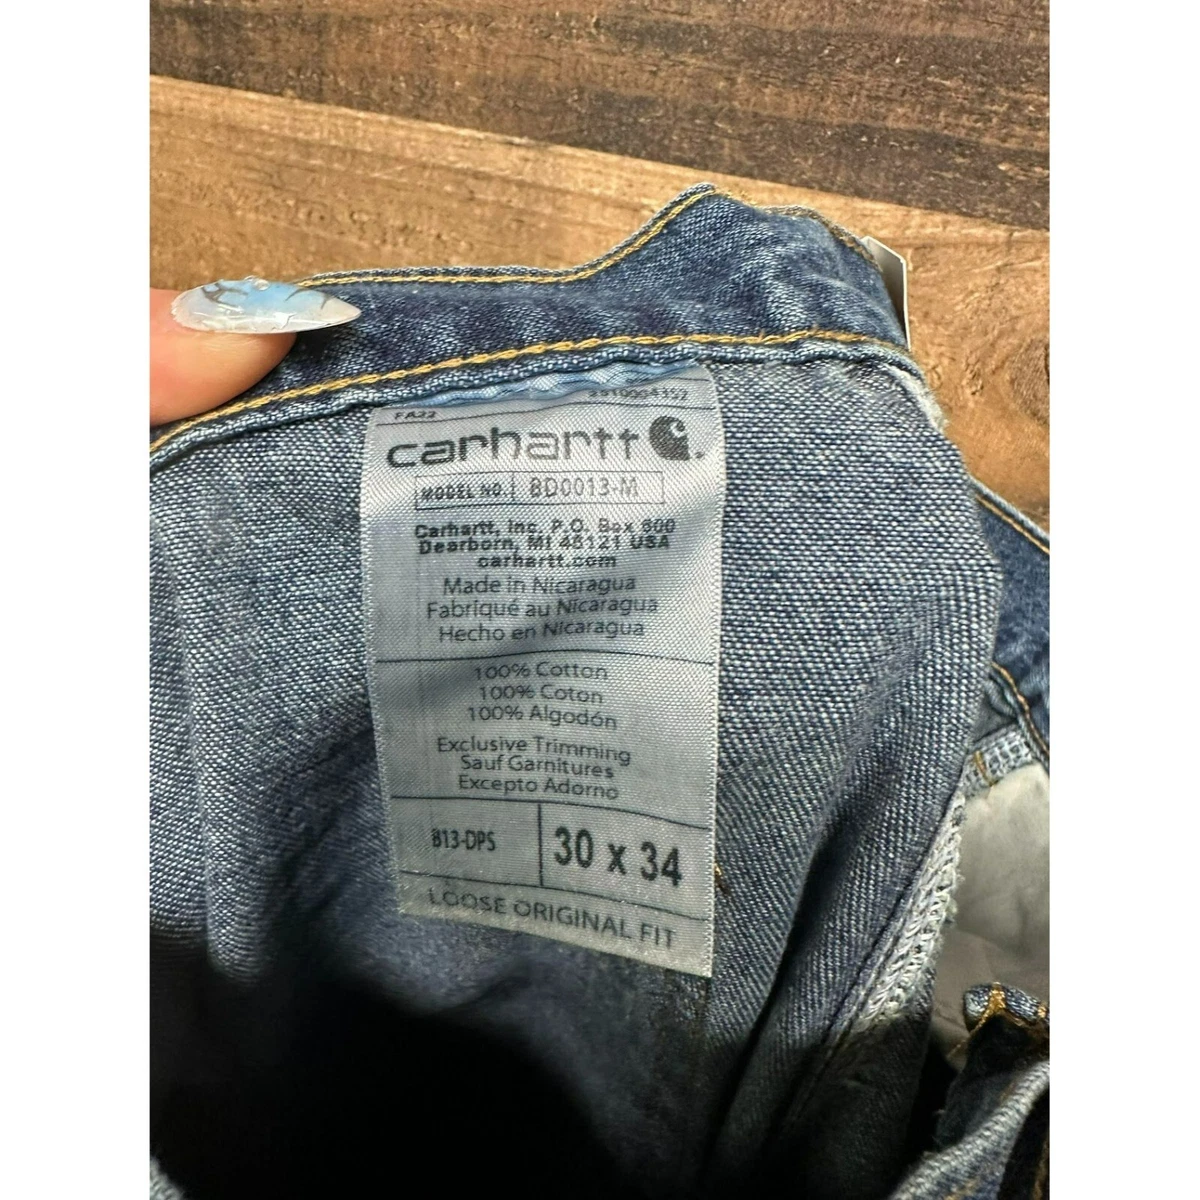 FA22
carhartt
MODEL NO. BD0013-M
Carhartt, Inc, P.O. Box 600
Dearborn, MI 48121 USA
carhartt.com
Made in Nicaragua
Fabriqué au Nicaragua
Hecho en Nicaragua
100% Cotton
100% Coton
100% Algodón
Exclusive Trimming
Sauf Garnitures
Excepto Adorno
B13-DPS
30 x 34
LOOSE ORIGINAL FIT